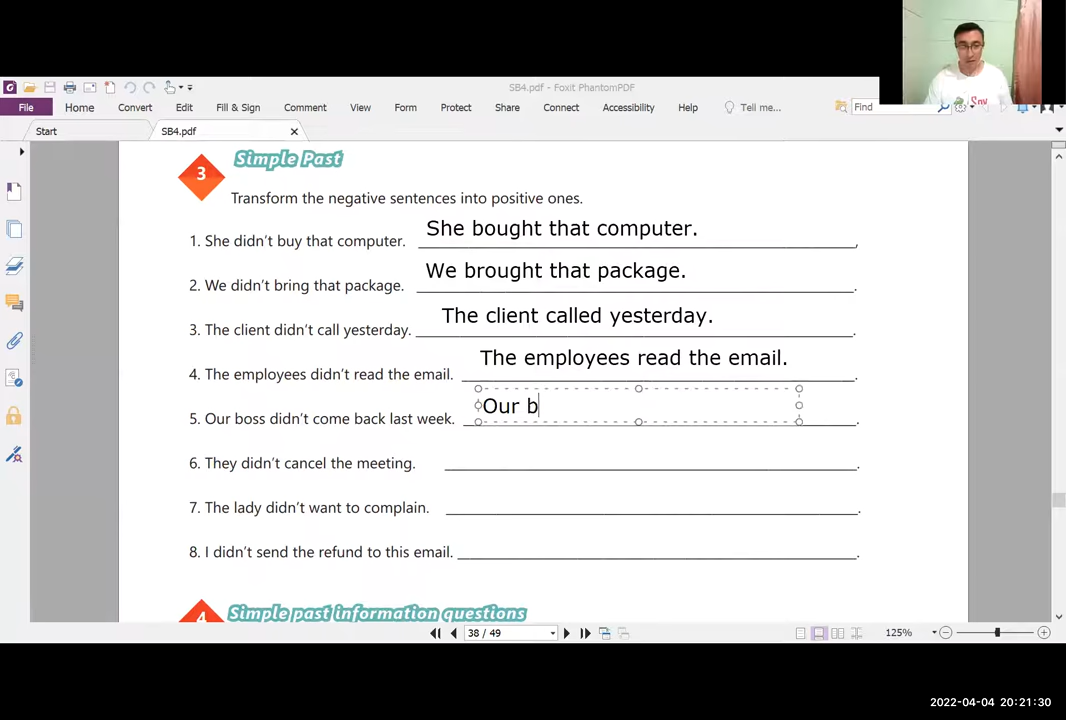 SB4.pdf - Foxit PhantomPDF
File Home Convert Edit Fill & Sign Comment View Form Protect Share Connect Accessibility Help Tell me... Find
Start SB4.pdf
3 Simple Past
Transform the negative sentences into positive ones.
1. She didn't buy that computer. She bought that computer.
2. We didn't bring that package. We brought that package.
3. The client didn't call yesterday. The client called yesterday.
4. The employees didn't read the email. The employees read the email.
5. Our boss didn't come back last week. Our b
6. They didn't cancel the meeting.
7. The lady didn't want to complain.
8. I didn't send the refund to this email.
4 Simple past information questions
38 / 49 125%
2022-04-04 20:21:30